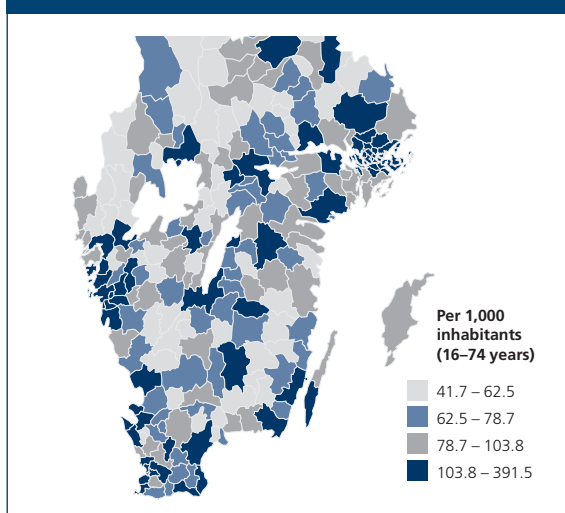 Per 1,000
inhabitants
(16–74 years)
41.7 – 62.5
62.5 – 78.7
78.7 – 103.8
103.8 – 391.5